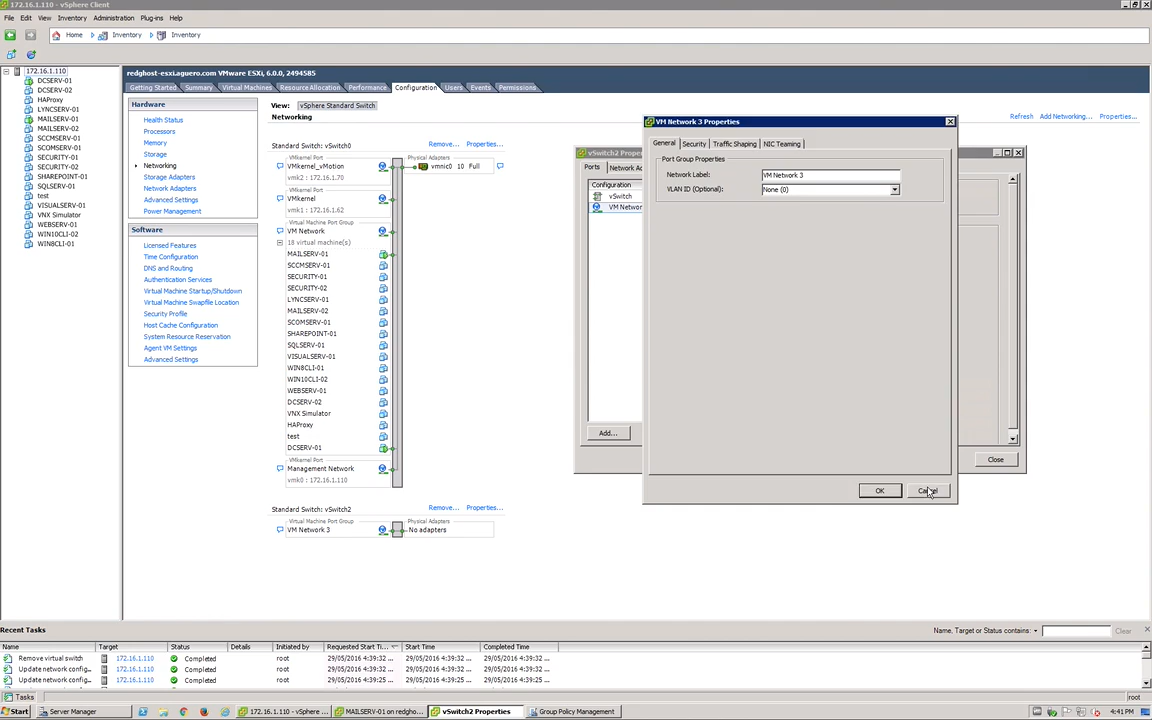 172.16.1.110 - vSphere Client
File Edit View Inventory Administration Plug-ins Help
Home Inventory Inventory
172.16.1.110
DCSERV-01
DCSERV-02
HAProxy
LYNCSERV-01
MAILSERV-01
MAILSERV-02
SCCMSERV-01
SCOMSERV-01
SECURITY-01
SECURITY-02
SHAREPOINT-01
SQLSERV-01
test
VISUALSERV-01
VNX Simulator
WEBSERV-01
WIN10CLI-02
WIN8CLI-01
redghost-esxi.aguero.com VMware ESXi, 6.0.0, 2494585
Getting Started Summary Virtual Machines Resource Allocation Performance Configuration Users Events Permissions
Hardware
Health Status
Processors
Memory
Storage
Networking
Storage Adapters
Network Adapters
Advanced Settings
Power Management
Software
Licensed Features
Time Configuration
DNS and Routing
Authentication Services
Virtual Machine Startup/Shutdown
Virtual Machine Swapfile Location
Security Profile
Host Cache Configuration
System Resource Reservation
Agent VM Settings
Advanced Settings
View: vSphere Standard Switch
Networking
Refresh Add Networking... Properties...
Standard Switch: vSwitch0 Remove... Properties...
VMkernel Port
VMkernel_vMotion
vmk2 : 172.16.1.70
Physical Adapters
vmnic0 10 Full
VMkernel Port
VMkernel
vmk1 : 172.16.1.62
Virtual Machine Port Group
VM Network
18 virtual machine(s)
MAILSERV-01
SCCMSERV-01
SECURITY-01
SECURITY-02
LYNCSERV-01
MAILSERV-02
SCOMSERV-01
SHAREPOINT-01
SQLSERV-01
VISUALSERV-01
WIN8CLI-01
WIN10CLI-02
WEBSERV-01
DCSERV-02
VNX Simulator
HAProxy
test
DCSERV-01
VMkernel Port
Management Network
vmk0 : 172.16.1.110
Standard Switch: vSwitch2 Remove... Properties...
Virtual Machine Port Group
VM Network 3
Physical Adapters
No adapters
vSwitch2 Prope
Ports Network Ad
Configuration
vSwitch
VM Networ
Add...
Close
VM Network 3 Properties
General Security Traffic Shaping NIC Teaming
Port Group Properties
Network Label: VM Network 3
VLAN ID (Optional): None (0)
OK Cancel
Recent Tasks
Name, Target or Status contains: Clear
Name Target Status Details Initiated by Requested Start Ti... Start Time Completed Time
Remove virtual switch 172.16.1.110 Completed root 29/05/2016 4:39:32 ... 29/05/2016 4:39:32 ... 29/05/2016 4:39:32 ...
Update network config... 172.16.1.110 Completed root 29/05/2016 4:39:32 ... 29/05/2016 4:39:32 ... 29/05/2016 4:39:32 ...
Update network config... 172.16.1.110 Completed root 29/05/2016 4:39:25 ... 29/05/2016 4:39:25 ... 29/05/2016 4:39:25 ...
Tasks root
Start Server Manager 172.16.1.110 - vSphere ... MAILSERV-01 on redgho... vSwitch2 Properties Group Policy Management 4:41 PM